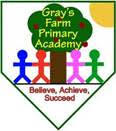 Gray's
Farm
Primary
Academy
Believe, Achieve,
Succeed